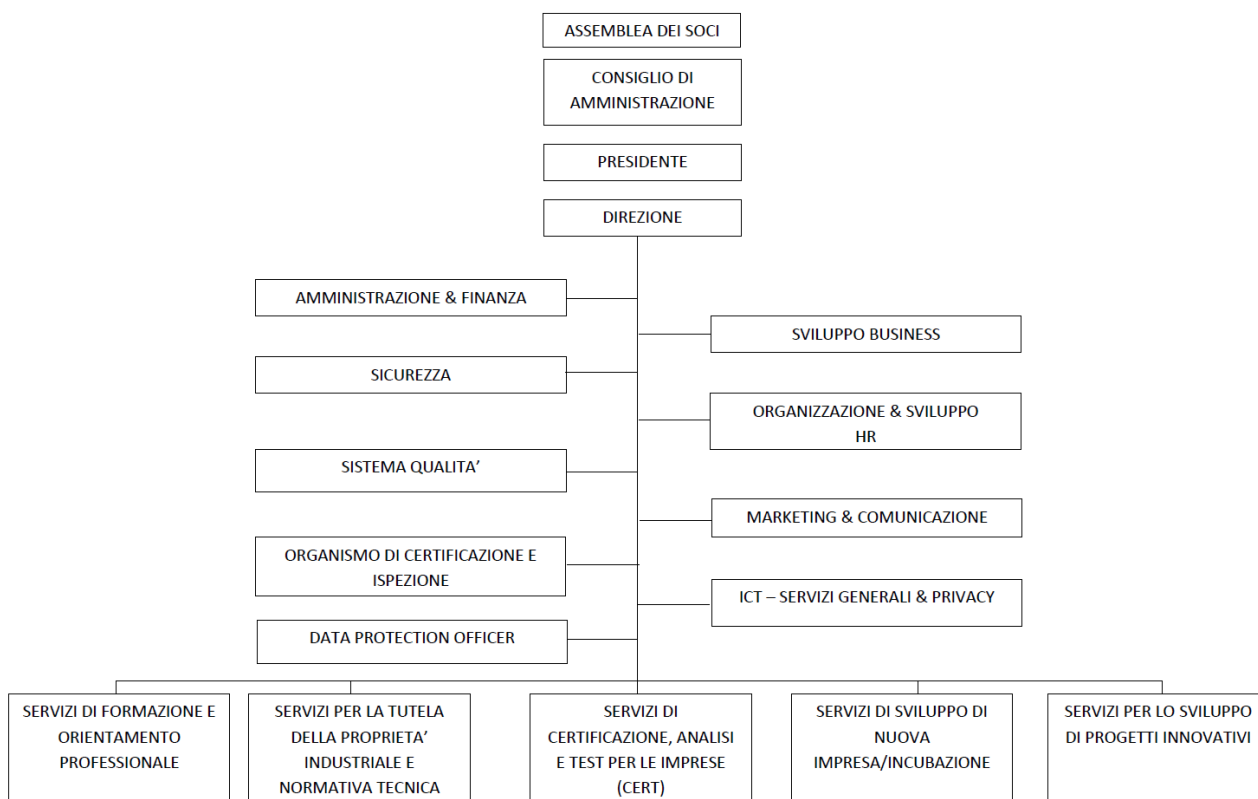 ASSEMBLEA DEI SOCI
CONSIGLIO DI
AMMINISTRAZIONE
PRESIDENTE
DIREZIONE
AMMINISTRAZIONE & FINANZA
SVILUPPO BUSINESS
SICUREZZA
ORGANIZZAZIONE & SVILUPPO
HR
SISTEMA QUALITA’
MARKETING & COMUNICAZIONE
ORGANISMO DI CERTIFICAZIONE E
ISPEZIONE
ICT – SERVIZI GENERALI & PRIVACY
DATA PROTECTION OFFICER
SERVIZI DI FORMAZIONE E
ORIENTAMENTO
PROFESSIONALE
SERVIZI PER LA TUTELA
DELLA PROPRIETA’
INDUSTRIALE E
NORMATIVA TECNICA
SERVIZI DI
CERTIFICAZIONE, ANALISI
E TEST PER LE IMPRESE
(CERT)
SERVIZI DI SVILUPPO DI
NUOVA
IMPRESA/INCUBAZIONE
SERVIZI PER LO SVILUPPO
DI PROGETTI INNOVATIVI